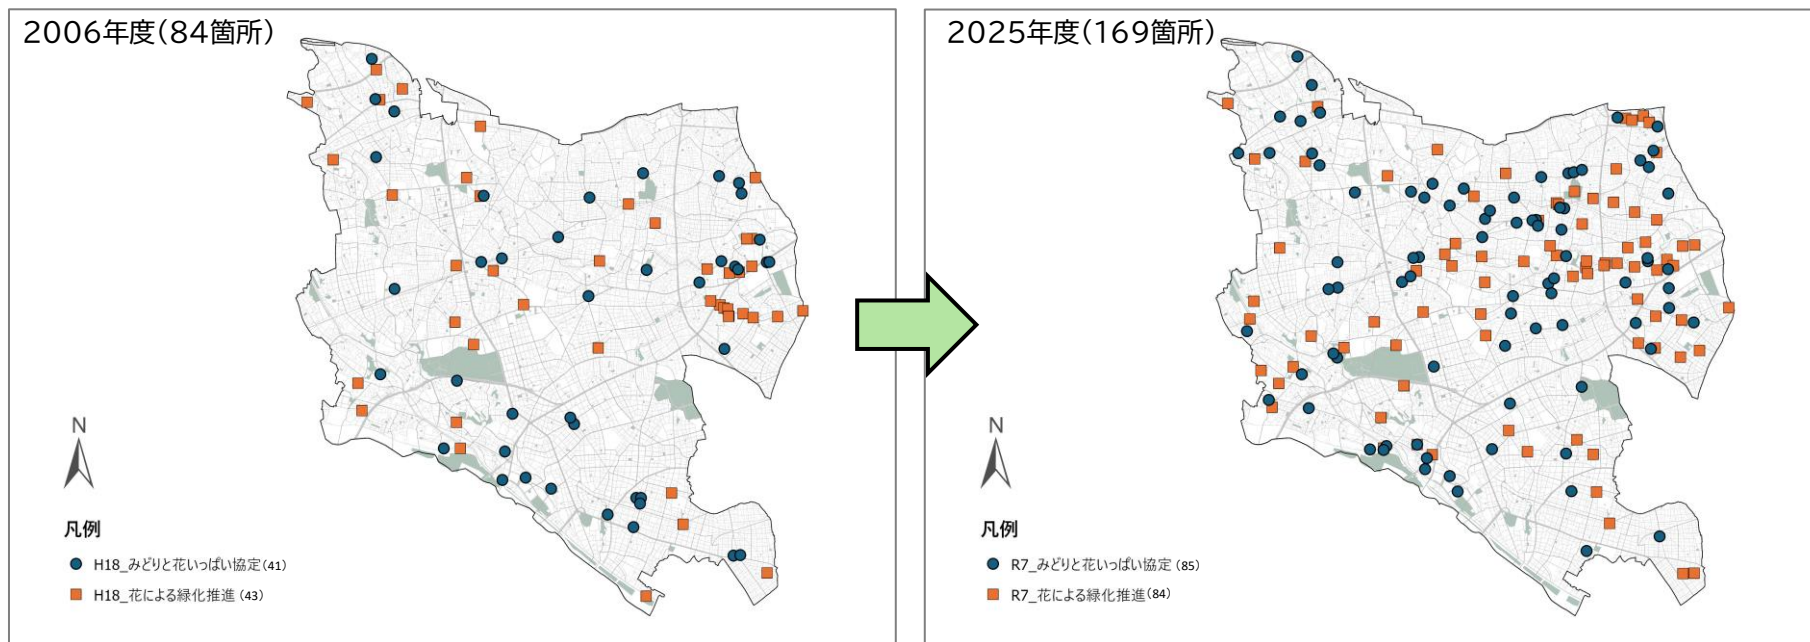 2006年度(84箇所)
N
凡例
H18_みどりと花いっぱい協定(41)
H18_花による緑化推進(43)
2025年度(169箇所)
N
凡例
R7_みどりと花いっぱい協定(85)
R7_花による緑化推進(84)